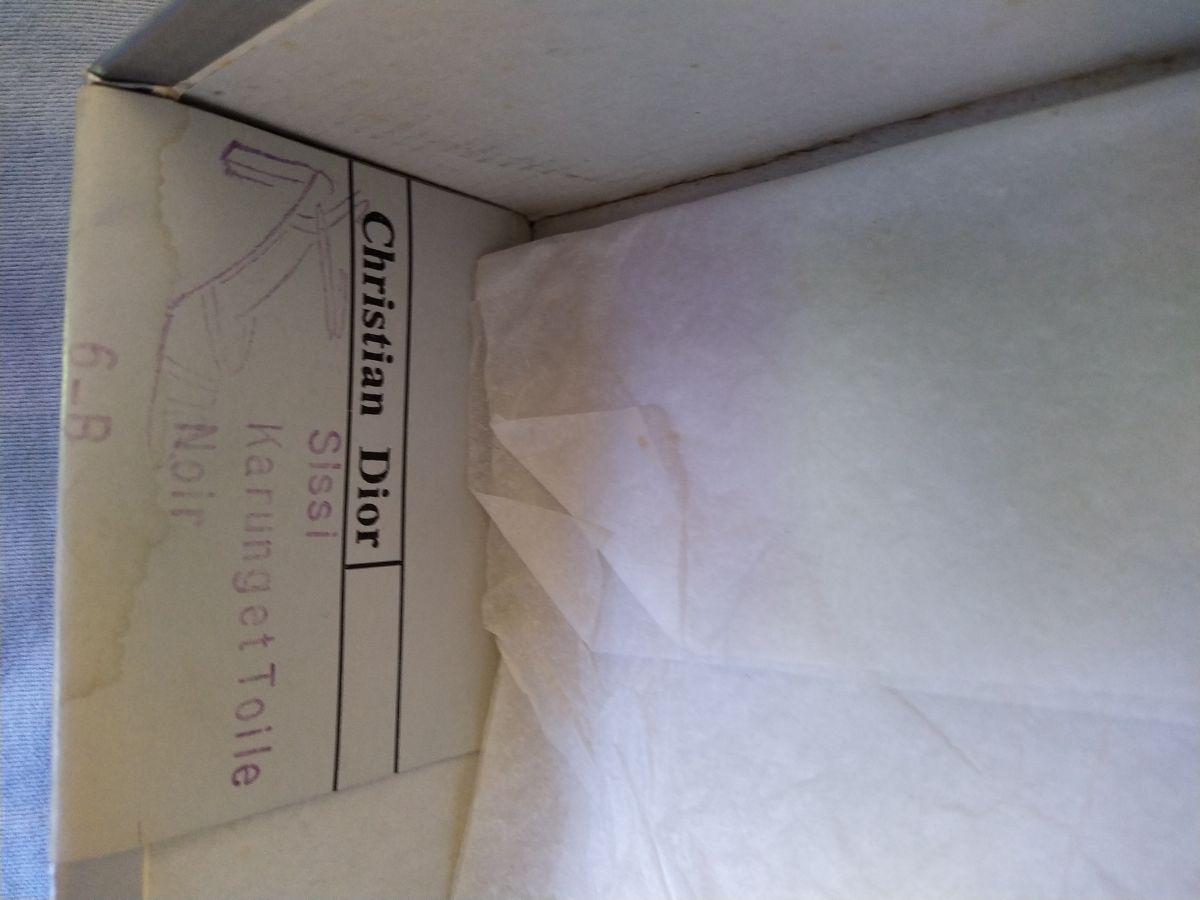 Christian Dior
Sissi
Karunget Toile
Noir
6-B